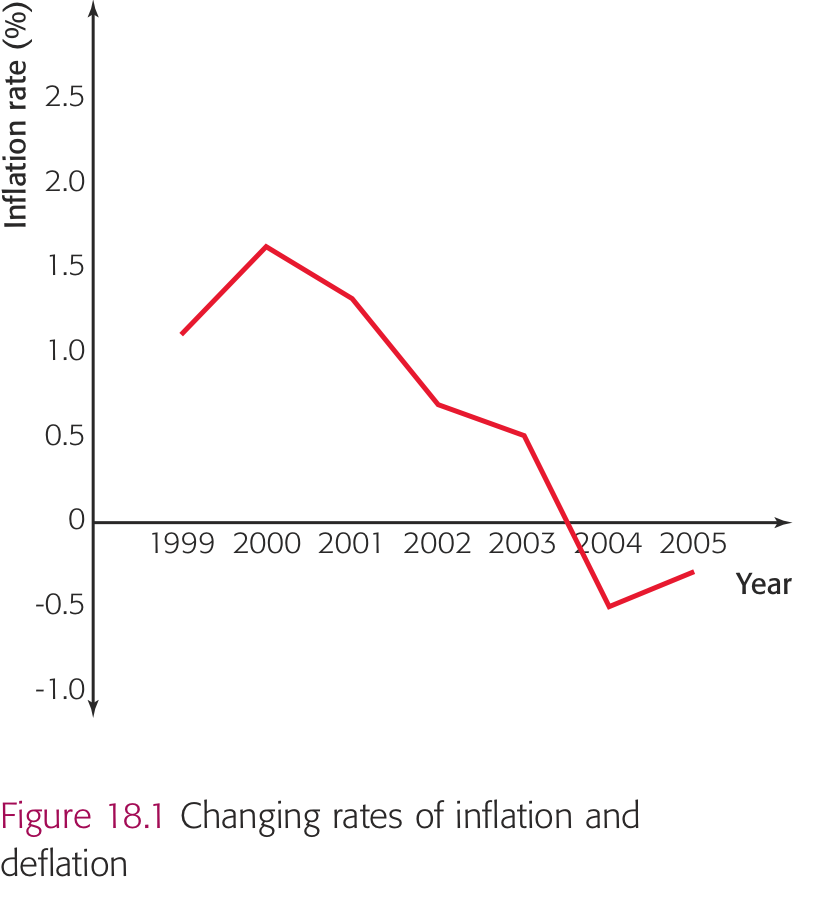 Inflation rate (%)
2.5
2.0
1.5
1.0
0.5
0
-0.5
-1.0
1999 2000 2001 2002 2003 2004 2005
Year
Figure 18.1 Changing rates of inflation and
deflation